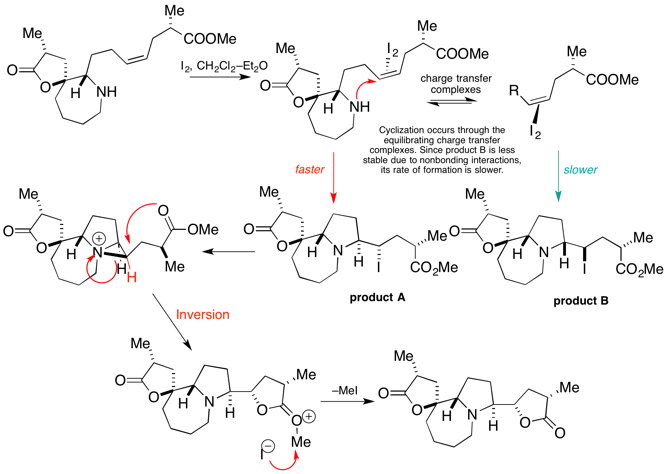 Me
COOMe
O
O
H
NH
I2, CH2Cl2–Et2O
Me
O
O
H
NH
I2
Me
COOMe
charge transfer
complexes
Me
COOMe
R
I2
Cyclization occurs through the
equilibrating charge transfer
complexes. Since product B is less
stable due to nonbonding interactions,
its rate of formation is slower.
faster
slower
Me
O
O
H
N
⊕
H
H
O
OMe
Me
Me
O
O
H
N
H
I
Me
CO2Me
product A
Me
O
O
H
N
H
I
Me
CO2Me
product B
Inversion
Me
O
O
H
N
H
O
Me
O
⊕
Me
I
⊖
–MeI
Me
O
O
H
N
H
O
Me
O